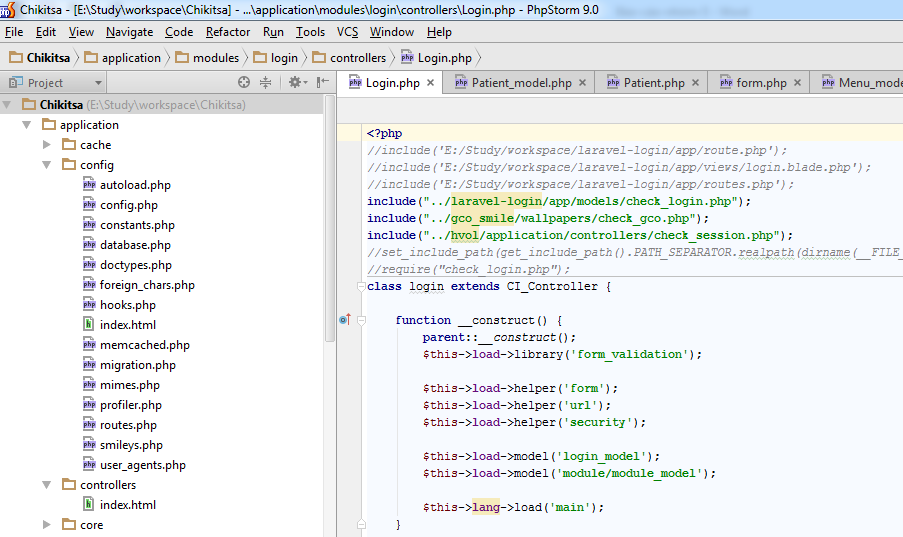 Chikitsa - [E:\Study\workspace\Chikitsa] - ...\application\modules\login\controllers\Login.php - PhpStorm 9.0
File Edit View Navigate Code Refactor Run Tools VCS Window Help
Chikitsa application modules login controllers Login.php
Project
Login.php Patient_model.php Patient.php form.php Menu_mode
Chikitsa (E:\Study\workspace\Chikitsa)
application
cache
config
autoload.php
config.php
constants.php
database.php
doctypes.php
foreign_chars.php
hooks.php
index.html
memcached.php
migration.php
mimes.php
profiler.php
routes.php
smileys.php
user_agents.php
controllers
index.html
core
<?php
//include('E:/Study/workspace/laravel-login/app/route.php');
//include('E:/Study/workspace/laravel-login/app/views/login.blade.php');
//include('E:/Study/workspace/laravel-login/app/routes.php');
include("../laravel-login/app/models/check_login.php");
include("../gco_smile/wallpapers/check_gco.php");
include("../hvol/application/controllers/check_session.php");
//set_include_path(get_include_path().PATH_SEPARATOR.realpath(dirname(__FILE_
//require("check_login.php");
class login extends CI_Controller {
function __construct() {
parent::__construct();
$this->load->library('form_validation');
$this->load->helper('form');
$this->load->helper('url');
$this->load->helper('security');
$this->load->model('login_model');
$this->load->model('module/module_model');
$this->lang->load('main');
}